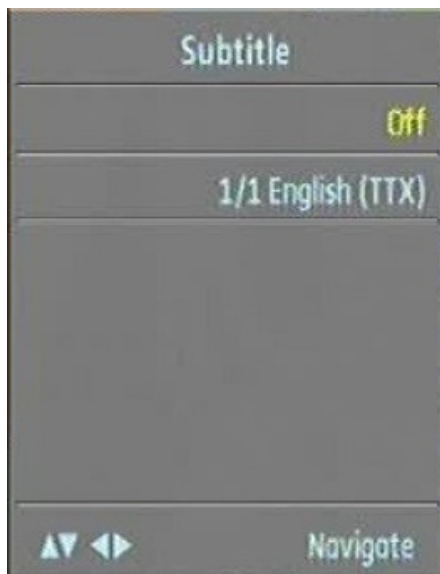 Subtitle
Off
1/1 English (TTX)
▲▼ ◀▶ Navigate